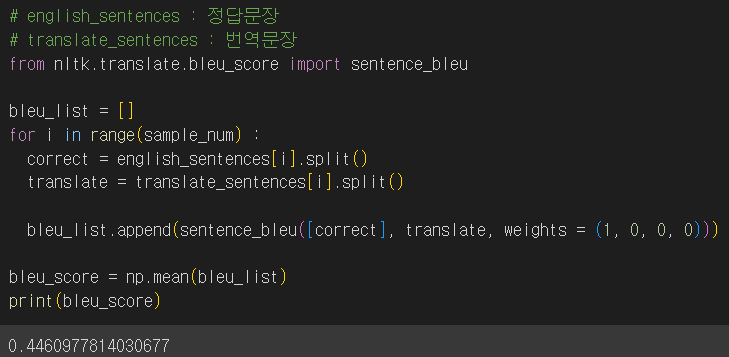 # english_sentences : 정답문장
# translate_sentences : 번역문장
from nltk.translate.bleu_score import sentence_bleu
bleu_list = []
for i in range(sample_num) :
  correct = english_sentences[i].split()
  translate = translate_sentences[i].split()
  bleu_list.append(sentence_bleu([correct], translate, weights = (1, 0, 0, 0)))
bleu_score = np.mean(bleu_list)
print(bleu_score)
0.4460977814030677